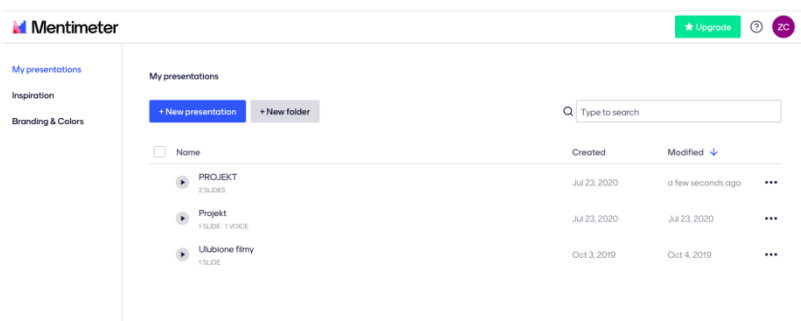 Mentimeter
Upgrade
?
ZC
My presentations
Inspiration
Branding & Colors
My presentations
+ New presentation
+ New folder
Type to search
Name Created Modified
PROJEKT Jul 23, 2020 a few seconds ago
2 SLIDES
Projekt Jul 23, 2020 Jul 23, 2020
1 SLIDE 1 VOICE
Ulubione filmy Oct 3, 2019 Oct 4, 2019
1 SLIDE